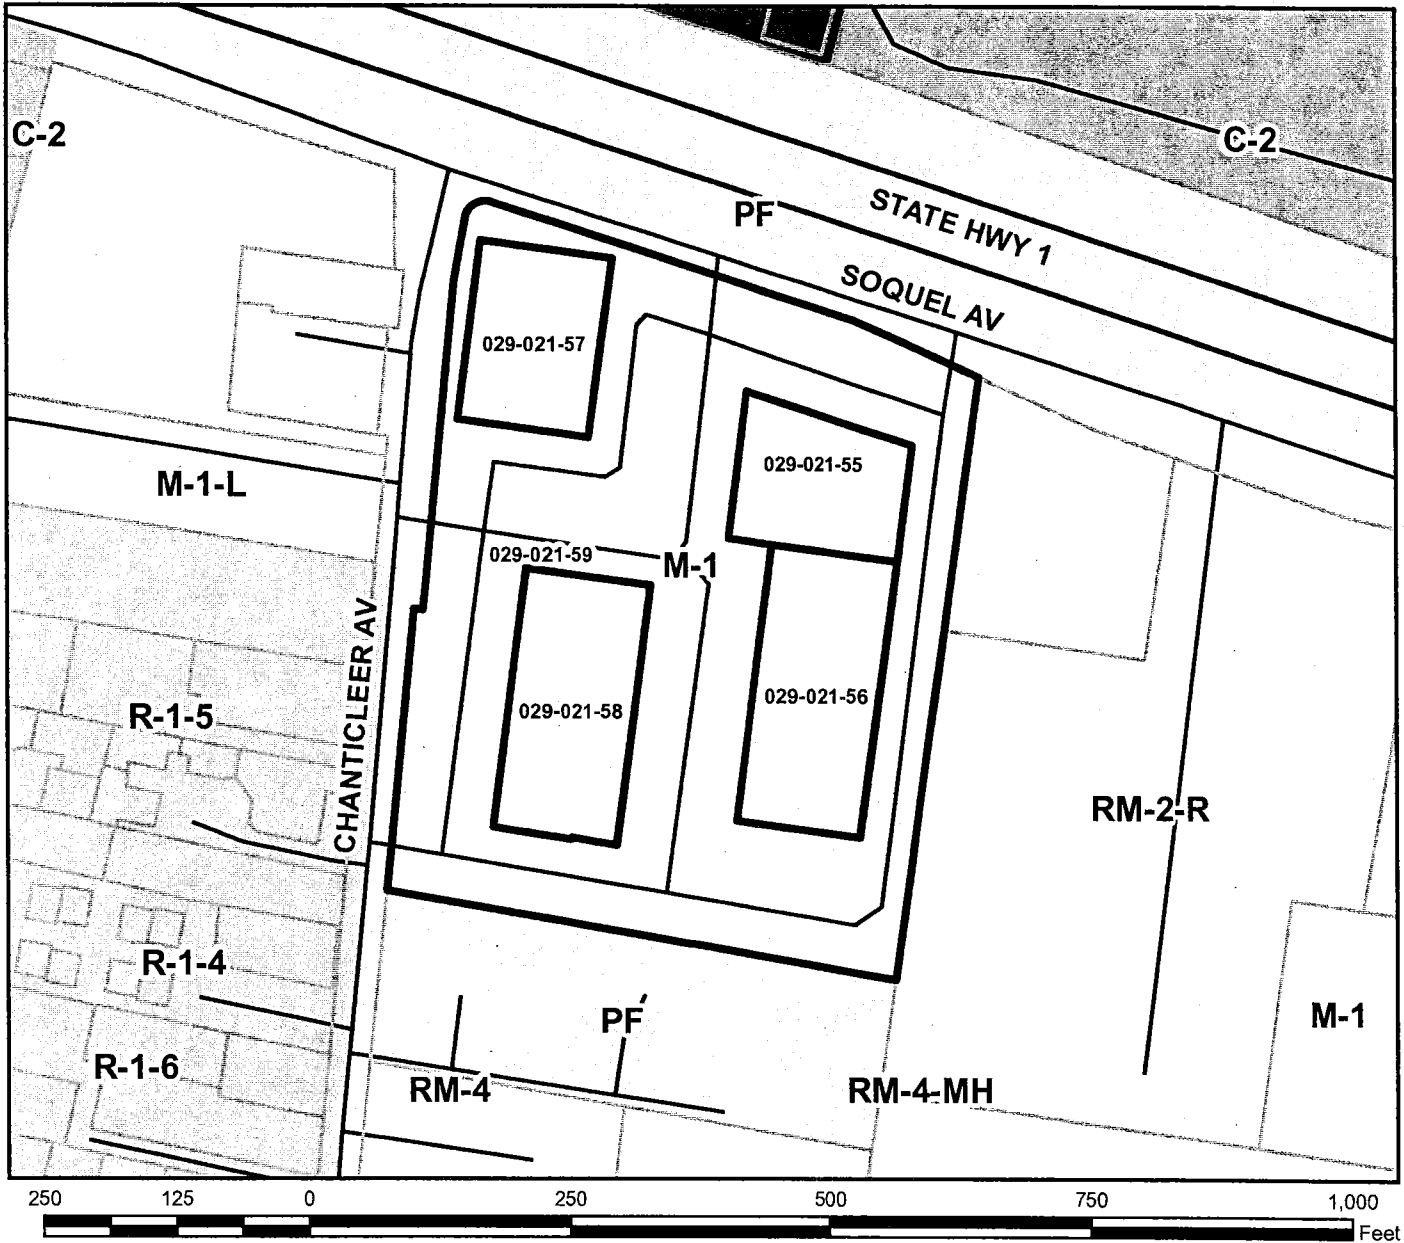 C-2
C-2
PF
STATE HWY 1
SOQUEL AV
029-021-57
029-021-55
M-1-L
029-021-59
M-1
029-021-58
029-021-56
R-1-5
CHANTICLEER AV
RM-2-R
R-1-4
PF
M-1
R-1-6
RM-4
RM-4-MH
250 125 0 250 500 750 1,000
Feet